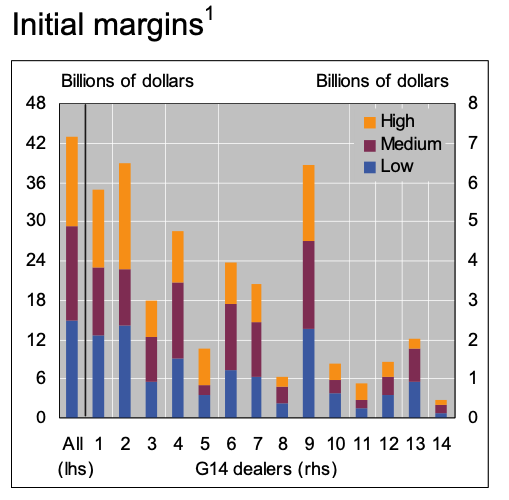 Initial margins1
Billions of dollars Billions of dollars
48 8
High
42 7
Medium
Low
36 6
30 5
24 4
18 3
12 2
6 1
0 0
All 1 2 3 4 5 6 7 8 9 10 11 12 13 14
(lhs) G14 dealers (rhs)